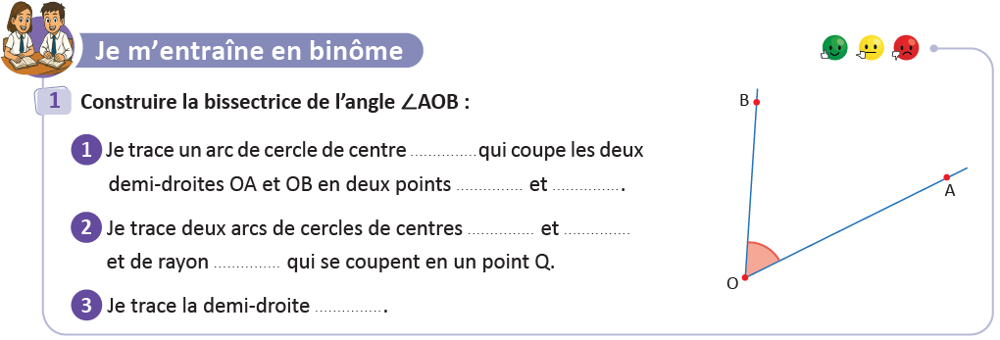 Je m'entraîne en binôme
1 Construire la bissectrice de l'angle ∠AOB :
1 Je trace un arc de cercle de centre ............... qui coupe les deux
demi-droites OA et OB en deux points ............... et ............... .
2 Je trace deux arcs de cercles de centres ............... et ...............
et de rayon ............... qui se coupent en un point Q.
3 Je trace la demi-droite ............... .
B
A
O